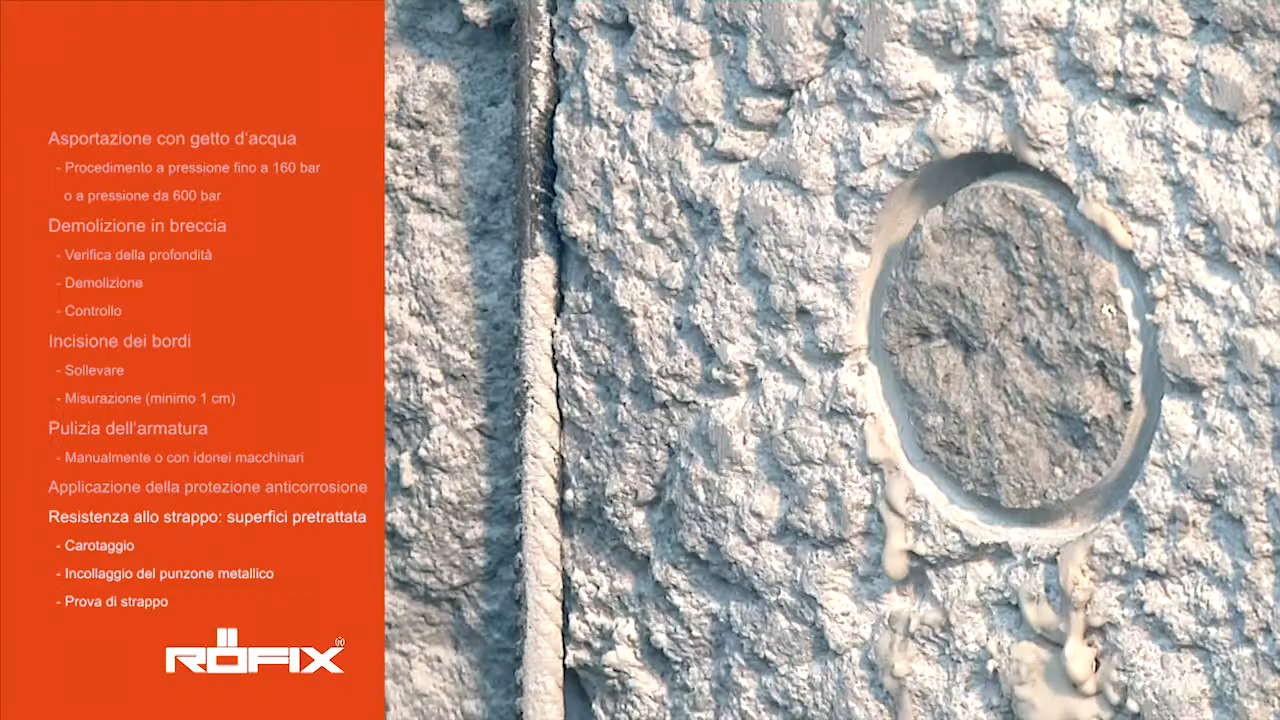 Asportazione con getto d'acqua
- Procedimento a pressione fino a 160 bar
o a pressione da 600 bar
Demolizione in breccia
- Verifica della profondità
- Demolizione
- Controllo
Incisione dei bordi
- Sollevare
- Misurazione (minimo 1 cm)
Pulizia dell'armatura
- Manualmente o con idonei macchinari
Applicazione della protezione anticorrosione
Resistenza allo strappo: superfici pretrattata
- Carotaggio
- Incollaggio del punzone metallico
- Prova di strappo
RÖFIX®